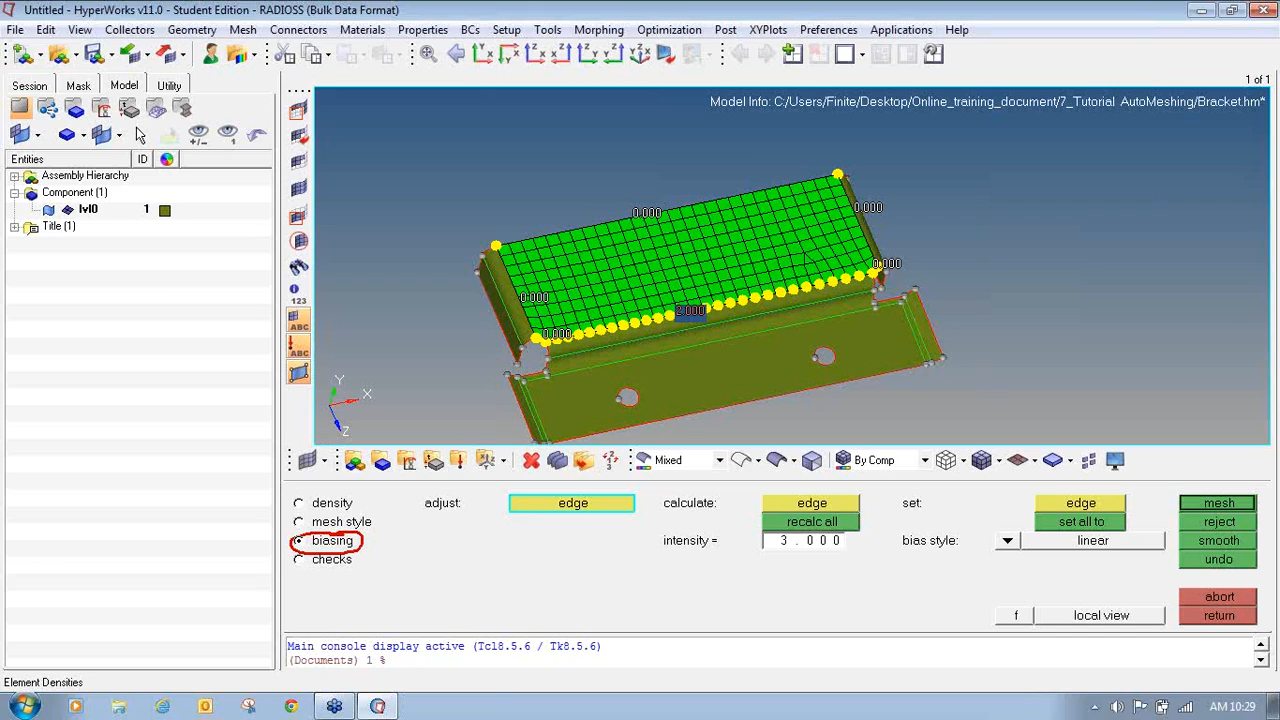 Untitled - HyperWorks v11.0 - Student Edition - RADIOSS (Bulk Data Format)
File Edit View Collectors Geometry Mesh Connectors Materials Properties BCs Setup Tools Morphing Optimization Post XYPlots Preferences Applications Help
1 of 1
Session Mask Model Utility
Model Info: C:/Users/Finite/Desktop/Online_training_document/7_Tutorial AutoMeshing/Bracket.hm*
Entities ID
Assembly Hierarchy
Component (1)
lvl0 1
Title (1)
123
ABC
ABC
0.000
0.000
0.000
0.000
2.000
0.000
Y
X
Z
1
Mixed
By Comp
density adjust: edge calculate: edge set: edge mesh
mesh style recalc all set all to reject
biasing intensity = 3.000 bias style: linear smooth
checks undo
abort
f local view return
Main console display active (Tcl8.5.6 / Tk8.5.6)
(Documents) 1 %
Element Densities
AM 10:29